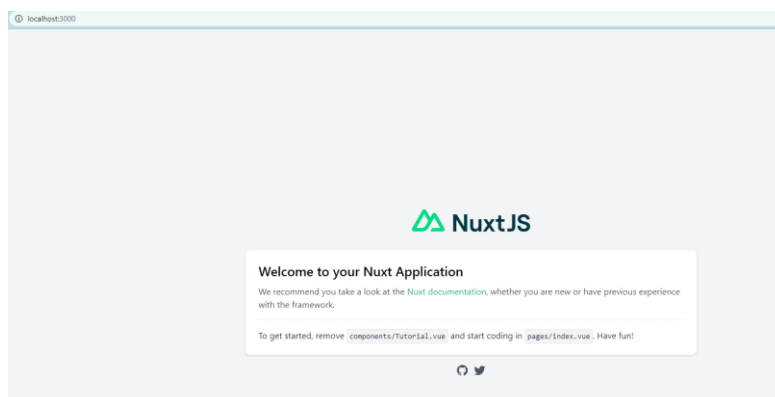 localhost:3000
NuxtJS
Welcome to your Nuxt Application
We recommend you take a look at the Nuxt documentation, whether you are new or have previous experience
with the framework.
To get started, remove components/Tutorial.vue and start coding in pages/index.vue. Have fun!